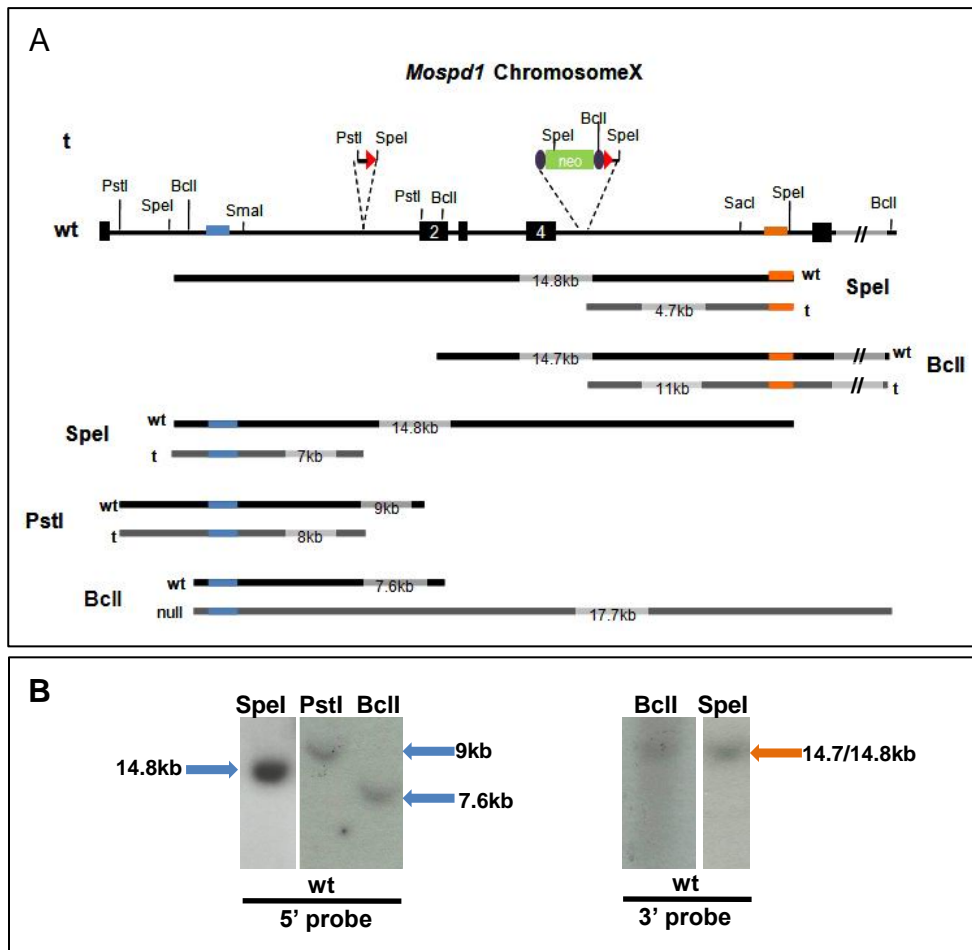 A
Mospd1 ChromosomeX
t
PstI SpeI
SpeI BclI SpeI
neo
PstI SpeI BclI SmaI PstI BclI SacI SpeI BclI
wt 2 4 //
14.8kb wt
SpeI
4.7kb t
14.7kb // wt
BclI
11kb // t
wt 14.8kb
SpeI
t 7kb
wt 9kb
PstI
t 8kb
wt 7.6kb
BclI
null 17.7kb
B
SpeI PstI BclI BclI SpeI
14.8kb 9kb 14.7/14.8kb
7.6kb
wt wt
5’ probe 3’ probe